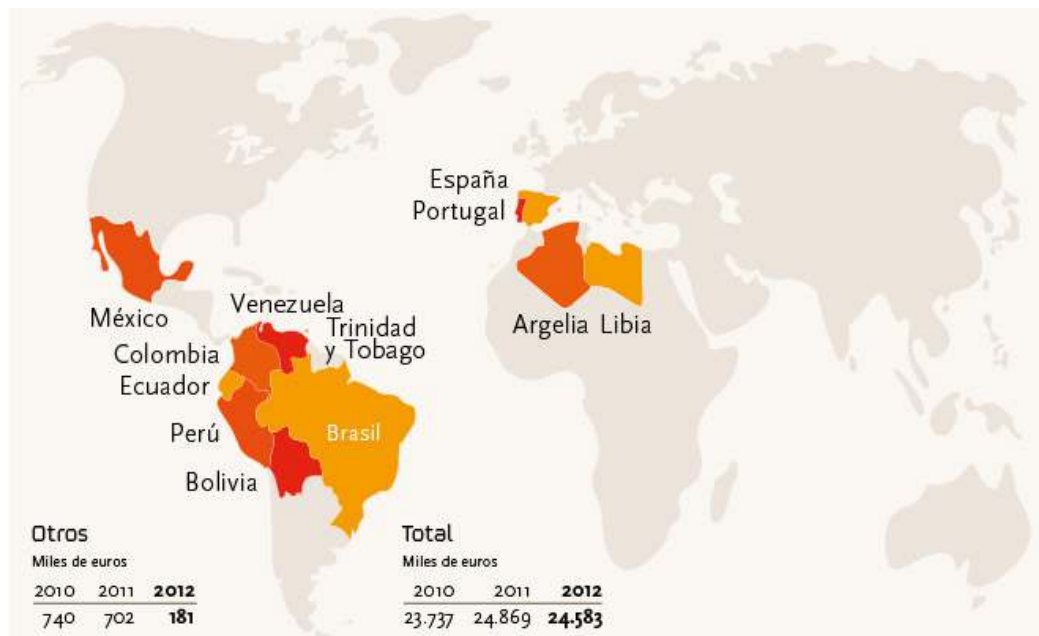 España
Portugal
Argelia Libia
México
Venezuela
Trinidad
y Tobago
Colombia
Ecuador
Perú
Brasil
Bolivia
Otros
Miles de euros
2010 2011 2012
740 702 181
Total
Miles de euros
2010 2011 2012
23.737 24.869 24.583